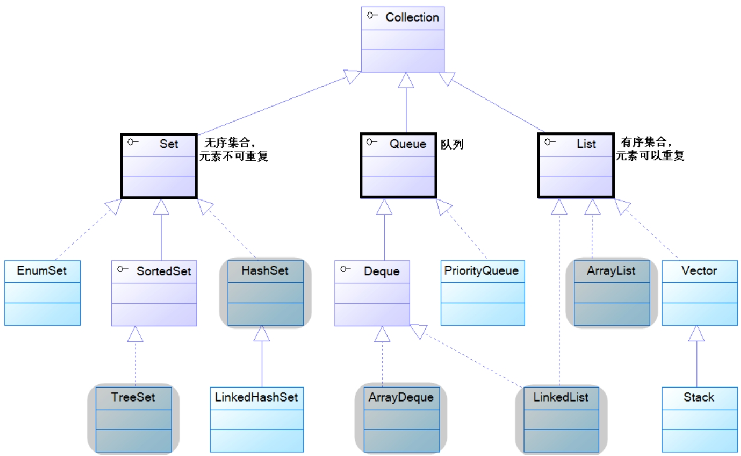 Collection
Set
无序集合，
元素不可重复
Queue
队列
List
有序集合，
元素可以重复
EnumSet
SortedSet
HashSet
Deque
PriorityQueue
ArrayList
Vector
TreeSet
LinkedHashSet
ArrayDeque
LinkedList
Stack